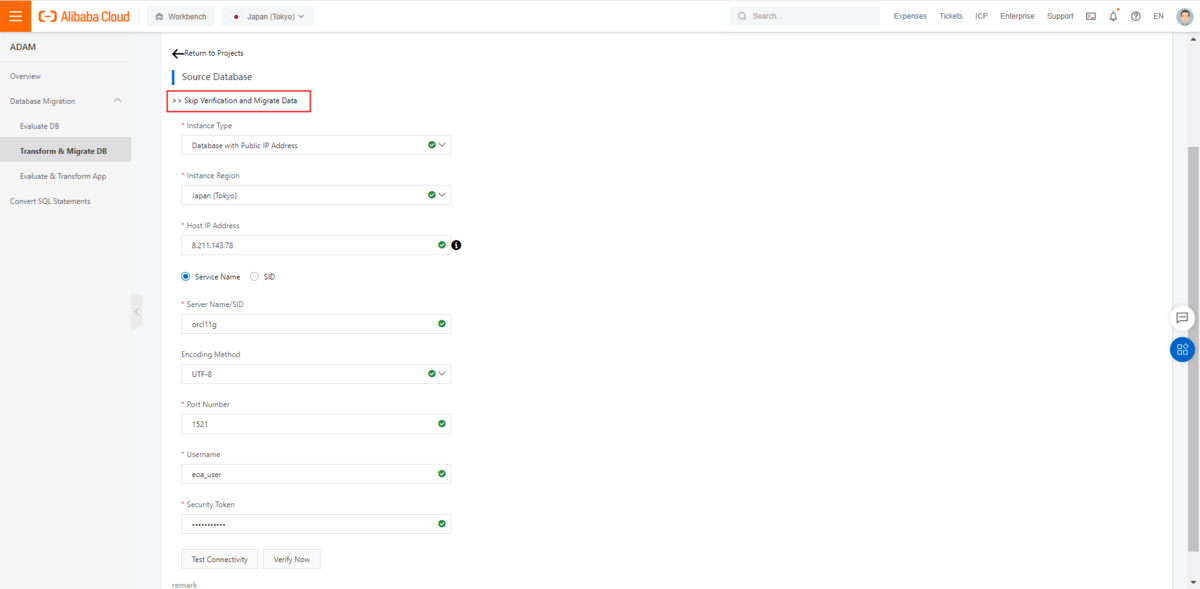 Alibaba Cloud
Workbench
Japan (Tokyo)
Search...
Expenses
Tickets
ICP
Enterprise
Support
EN
ADAM
Overview
Database Migration
Evaluate DB
Transform & Migrate DB
Evaluate & Transform App
Convert SQL Statements
Return to Projects
Source Database
>> Skip Verification and Migrate Data
* Instance Type
Database with Public IP Address
* Instance Region
Japan (Tokyo)
* Host IP Address
8.211.143.78
Service Name
SID
* Server Name/SID
orcl11g
Encoding Method
UTF-8
* Port Number
1521
* Username
eoa_user
* Security Token
•••••••••••
Test Connectivity
Verify Now
remark